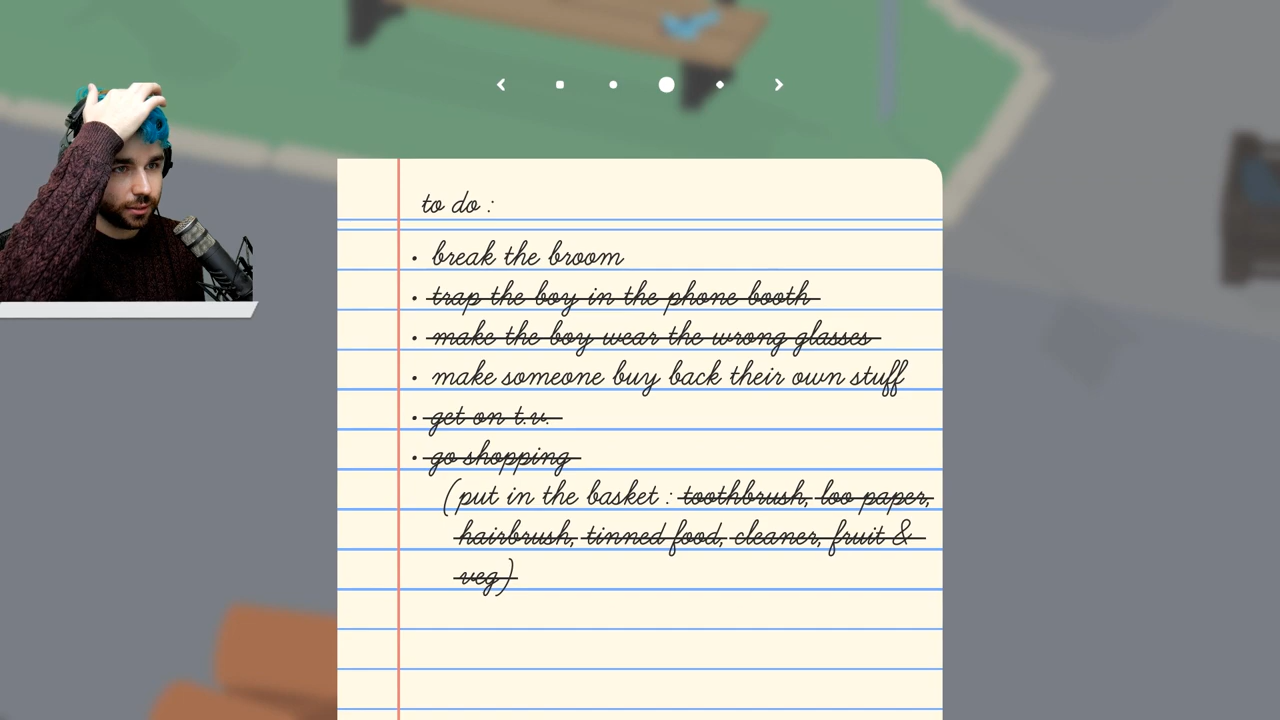 to do :
• break the broom
• trap the boy in the phone booth
• make the boy wear the wrong glasses
• make someone buy back their own stuff
• get on t.v.
• go shopping
(put in the basket : toothbrush, loo paper,
hairbrush, tinned food, cleaner, fruit &
veg)